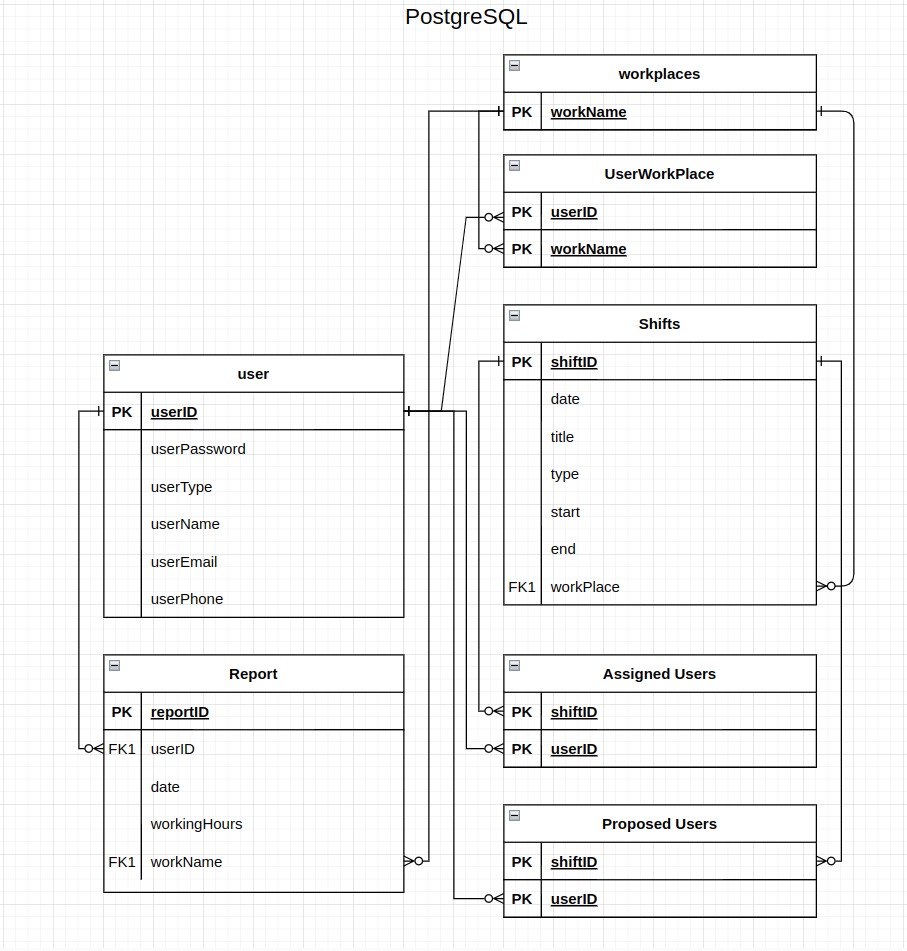 PostgreSQL
workplaces
PK workName
UserWorkPlace
PK userID
PK workName
Shifts
PK shiftID
date
title
type
start
end
FK1 workPlace
user
PK userID
userPassword
userType
userName
userEmail
userPhone
Report
PK reportID
FK1 userID
date
workingHours
FK1 workName
Assigned Users
PK shiftID
PK userID
Proposed Users
PK shiftID
PK userID